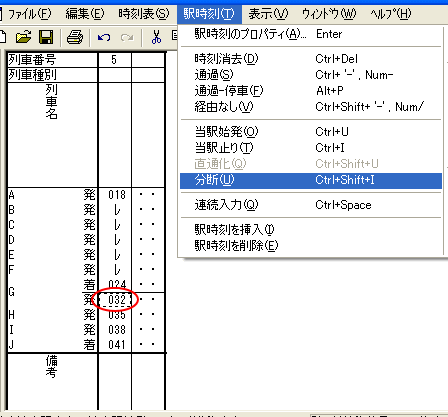 ファイル(F) 編集(E) 時刻表(S) 駅時刻(T) 表示(V) ウィンドウ(W) ヘルプ(H)
駅時刻のプロパティ(A)... Enter
時刻消去(D) Ctrl+Del
通過(S) Ctrl+ '-' , Num-
通過-停車(F) Alt+P
経由なし(V) Ctrl+Shift+ '-' , Num/
当駅始発(O) Ctrl+U
当駅止り(T) Ctrl+I
直通化(C) Ctrl+Shift+U
分断(U) Ctrl+Shift+I
連続入力(O) Ctrl+Space
駅時刻を挿入(I)
駅時刻を削除(E)
列車番号 5
列車種別
列車名
A 発 018 ・・
B 発 レ ・・
C 発 レ ・・
D 発 レ ・・
E 発 レ ・・
F 発 レ ・・
G 着 024 ・・
発 032 ・・
H 発 035 ・・
I 発 038 ・・
J 着 041 ・・
備考